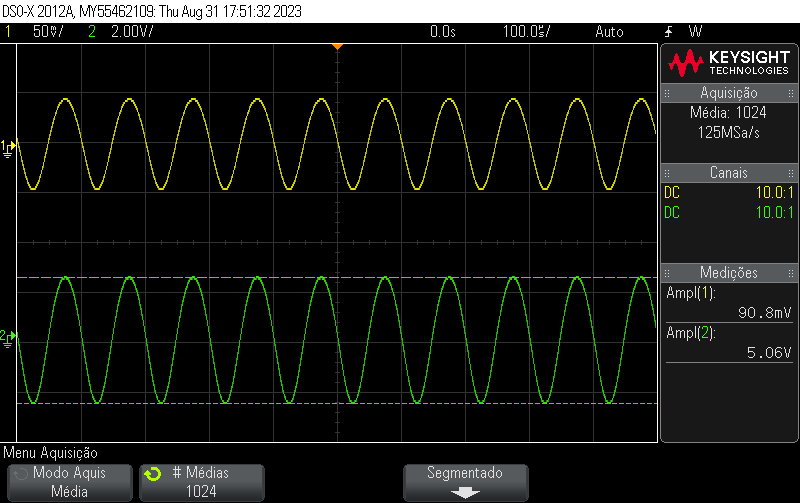 DSO-X 2012A, MY55462109: Thu Aug 31 17:51:32 2023
1 50mV/ 2 2.00V/ 0.0s 100.0us/ Auto W
KEYSIGHT
TECHNOLOGIES
Aquisição
Média: 1024
125MSa/s
Canais
DC 10.0:1
DC 10.0:1
Medições
Ampl(1):
90.8mV
Ampl(2):
5.06V
1
2
Menu Aquisição
Modo Aquis
Média
# Médias
1024
Segmentado